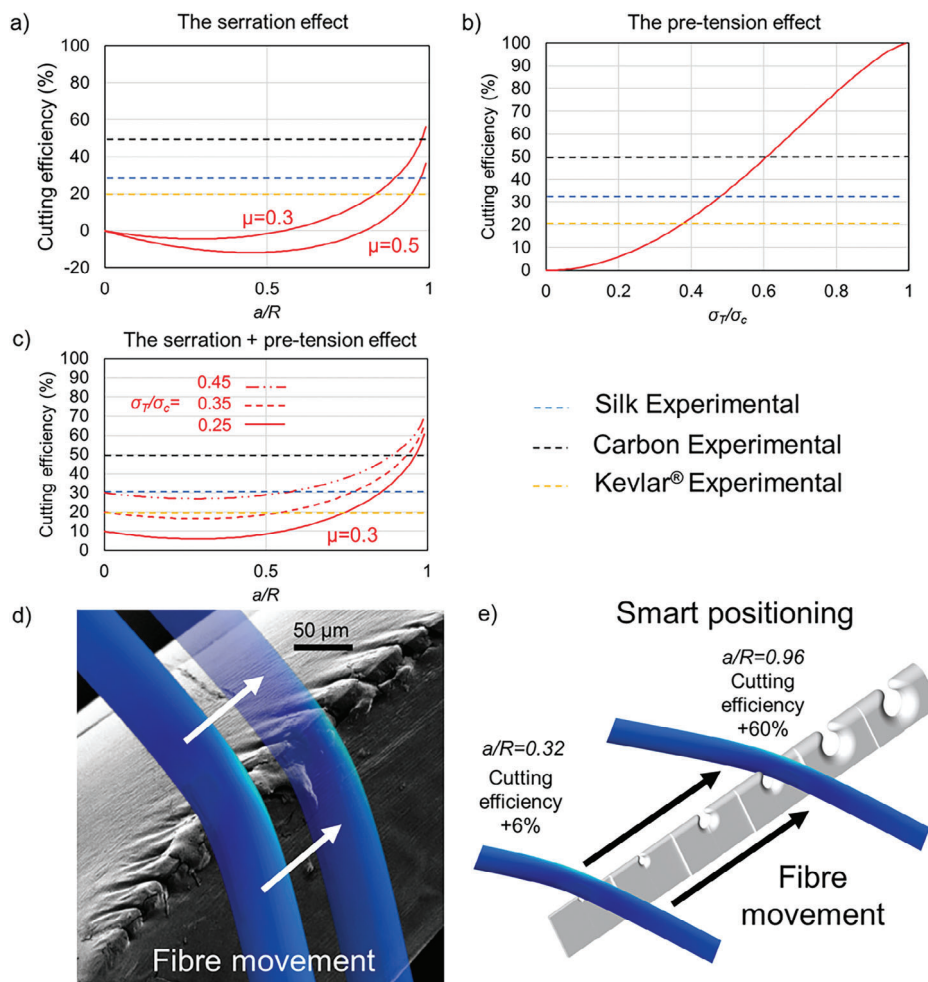 a)
The serration effect
Cutting efficiency (%)
100
80
60
40
20
0
-20
μ=0.3
μ=0.5
0
0.5
1
a/R
b)
The pre-tension effect
Cutting efficiency (%)
100
90
80
70
60
50
40
30
20
10
0
0
0.2
0.4
0.6
0.8
1
σT/σc
c)
The serration + pre-tension effect
Cutting efficiency (%)
100
90
80
70
60
50
40
30
20
10
0
σT/σc=
0.45
0.35
0.25
μ=0.3
0
0.5
1
a/R
Silk Experimental
Carbon Experimental
Kevlar® Experimental
d)
50 μm
Fibre movement
e)
Smart positioning
a/R=0.96
Cutting
efficiency
+60%
a/R=0.32
Cutting
efficiency
+6%
Fibre
movement